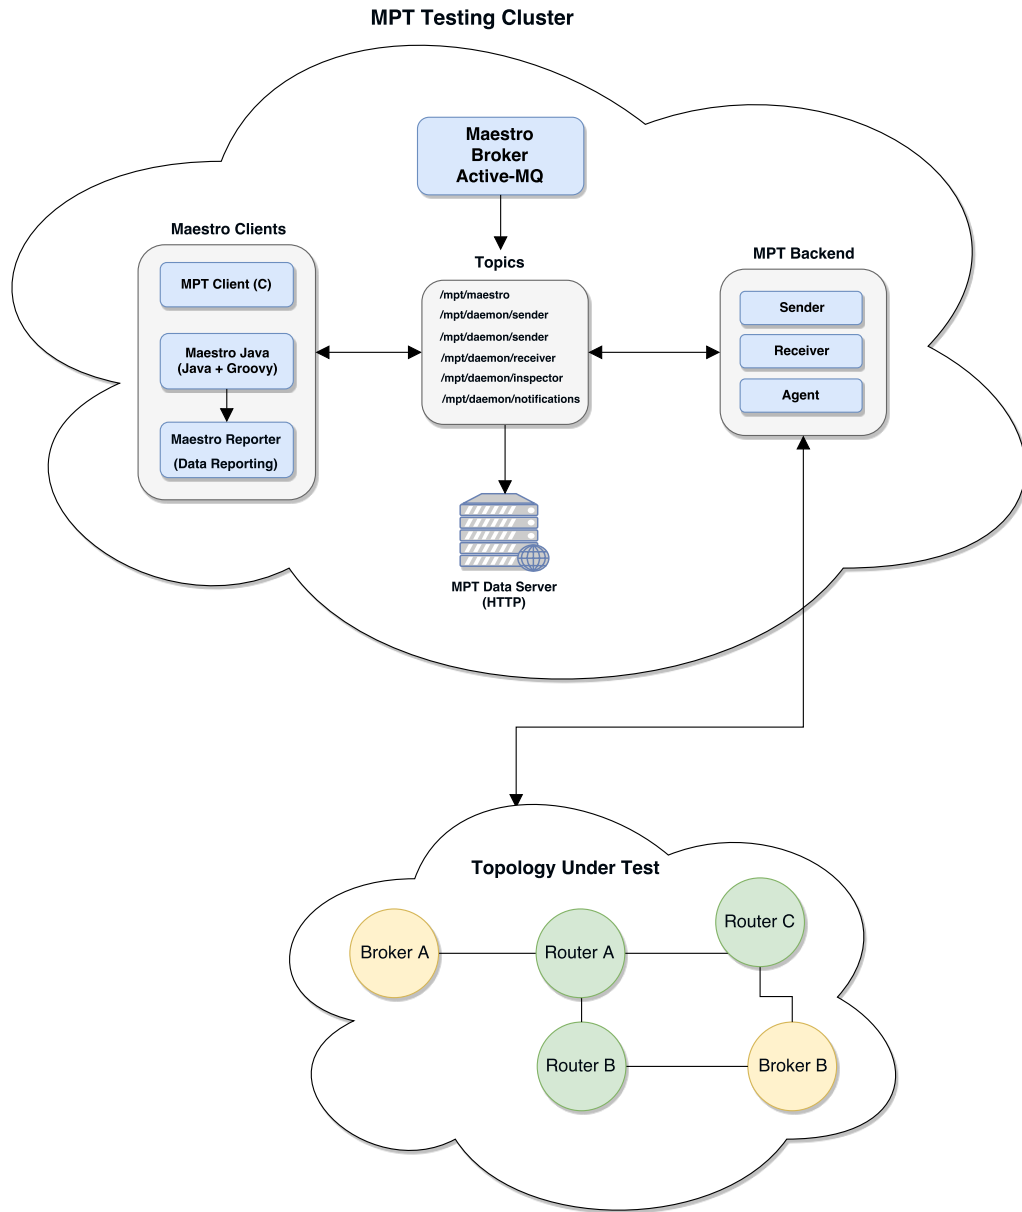 MPT Testing Cluster
Maestro
Broker
Active-MQ
Maestro Clients
MPT Client (C)
Maestro Java
(Java + Groovy)
Maestro Reporter
(Data Reporting)
Topics
/mpt/maestro
/mpt/daemon/sender
/mpt/daemon/sender
/mpt/daemon/receiver
/mpt/daemon/inspector
/mpt/daemon/notifications
MPT Backend
Sender
Receiver
Agent
MPT Data Server
(HTTP)
Topology Under Test
Broker A
Router A
Router C
Router B
Broker B